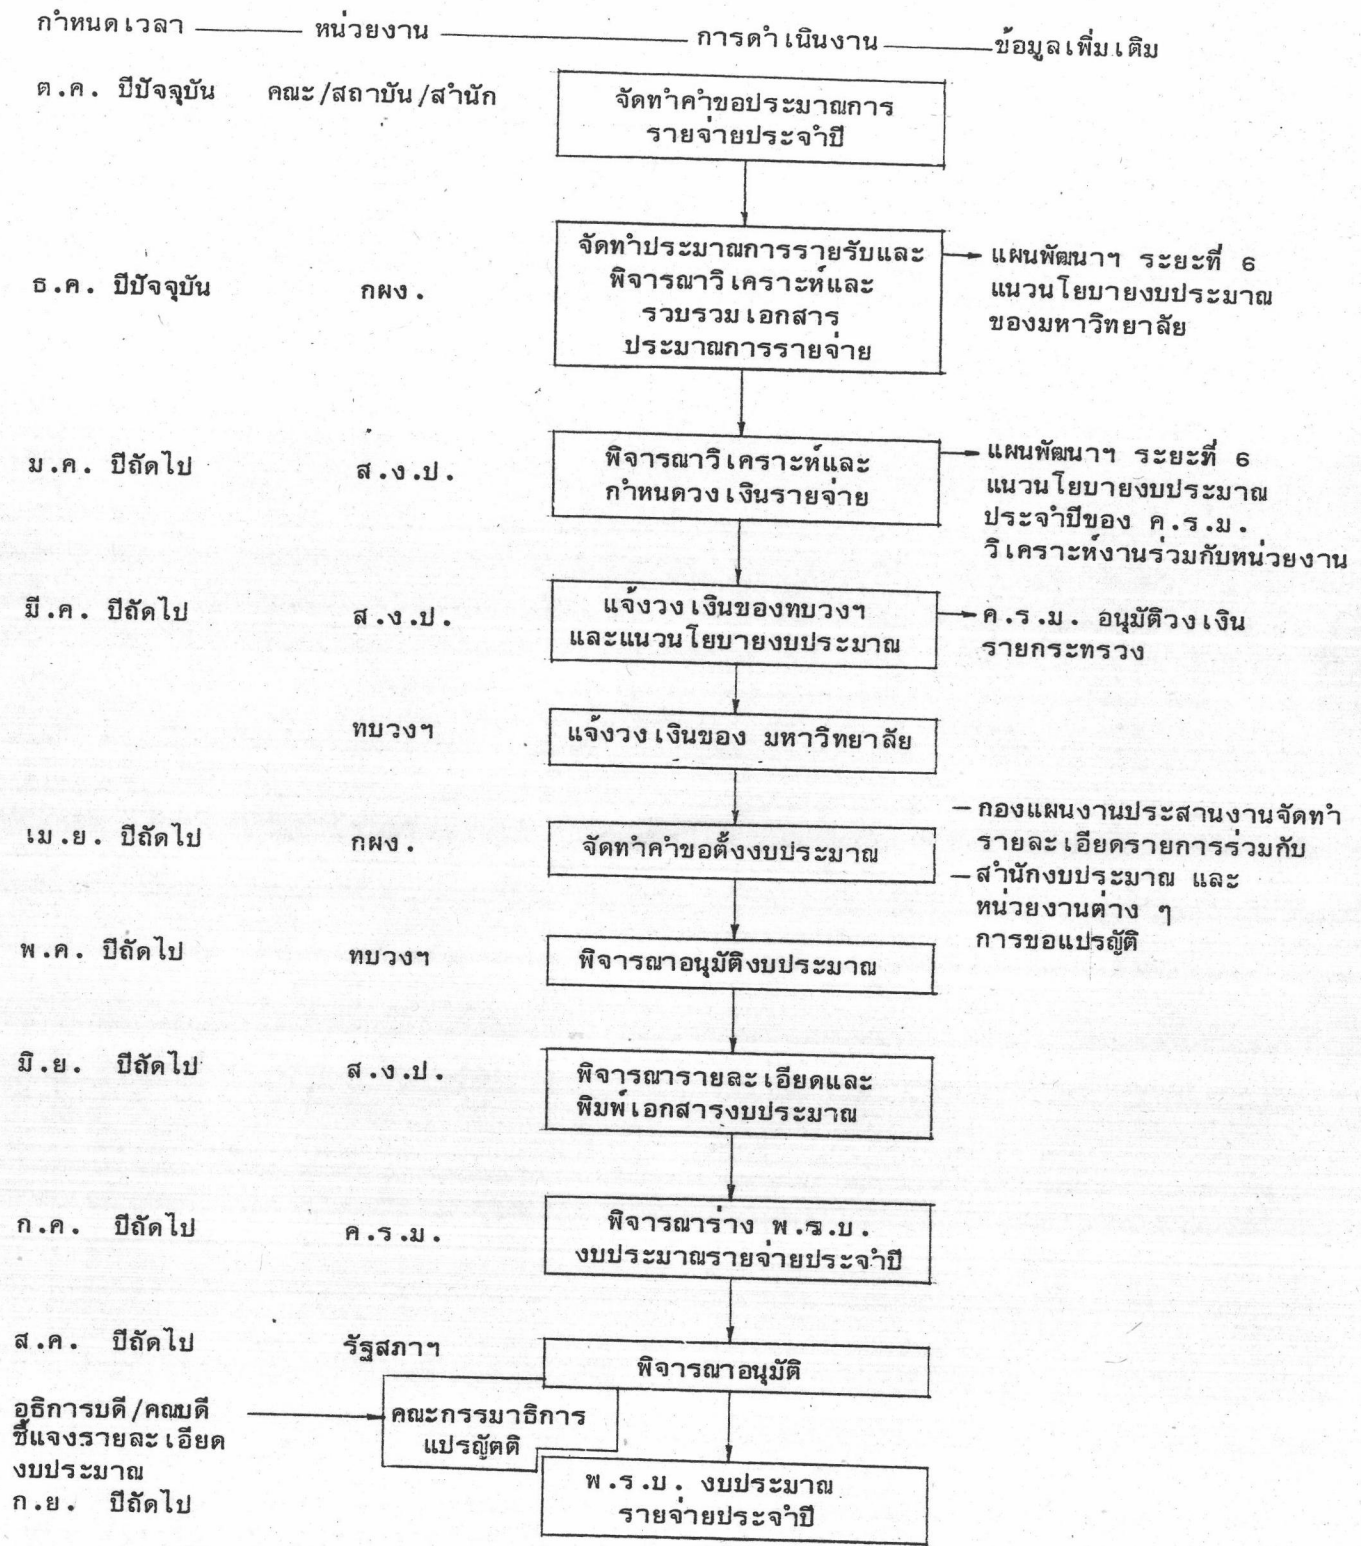 กำหนดเวลา หน่วยงาน การดำเนินงาน ข้อมูลเพิ่มเติม
ต.ค. ปีปัจจุบัน คณะ/สถาบัน/สำนัก
จัดทำคำขอประมาณการ
รายจ่ายประจำปี
ธ.ค. ปีปัจจุบัน กผง.
จัดทำประมาณการรายรับและ
พิจารณาวิเคราะห์และ
รวบรวมเอกสาร
ประมาณการรายจ่าย
แผนพัฒนาฯ ระยะที่ 6
แนวนโยบายงบประมาณ
ของมหาวิทยาลัย
ม.ค. ปีถัดไป ส.ง.ป.
พิจารณาวิเคราะห์และ
กำหนดวงเงินรายจ่าย
แผนพัฒนาฯ ระยะที่ 6
แนวนโยบายงบประมาณ
ประจำปีของ ค.ร.ม.
วิเคราะห์งานร่วมกับหน่วยงาน
มี.ค. ปีถัดไป ส.ง.ป.
แจ้งวงเงินของทบวงฯ
และแนวนโยบายงบประมาณ
ค.ร.ม. อนุมัติวงเงิน
รายกระทรวง
ทบวงฯ แจ้งวงเงินของ มหาวิทยาลัย
เม.ย. ปีถัดไป กผง. จัดทำคำขอตั้งงบประมาณ
– กองแผนงานประสานงานจัดทำ
รายละเอียดรายการร่วมกับ
– สำนักงบประมาณ และ
หน่วยงานต่าง ๆ
การขอแปรญัติ
พ.ค. ปีถัดไป ทบวงฯ พิจารณาอนุมัติงบประมาณ
มิ.ย. ปีถัดไป ส.ง.ป.
พิจารณารายละเอียดและ
พิมพ์เอกสารงบประมาณ
ก.ค. ปีถัดไป ค.ร.ม.
พิจารณาร่าง พ.ร.บ.
งบประมาณรายจ่ายประจำปี
ส.ค. ปีถัดไป รัฐสภาฯ พิจารณาอนุมัติ
อธิการบดี/คณบดี
ชี้แจงรายละเอียด
งบประมาณ
คณะกรรมาธิการ
แปรญัตติ
ก.ย. ปีถัดไป
พ.ร.บ. งบประมาณ
รายจ่ายประจำปี